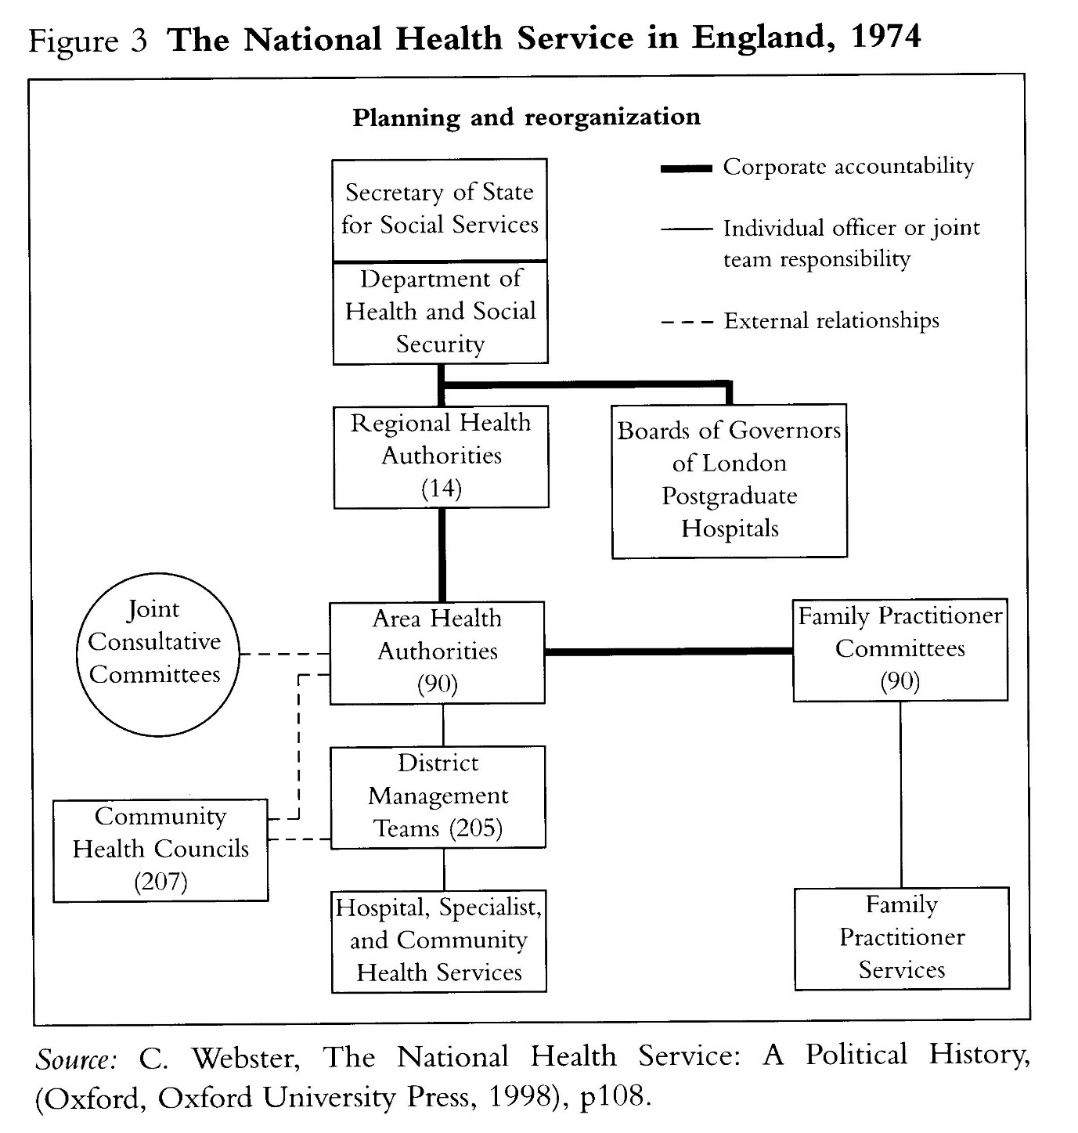 Figure 3 The National Health Service in England, 1974
Planning and reorganization
Secretary of State
for Social Services
Department of
Health and Social
Security
Corporate accountability
Individual officer or joint
team responsibility
External relationships
Regional Health
Authorities
(14)
Boards of Governors
of London
Postgraduate
Hospitals
Joint
Consultative
Committees
Area Health
Authorities
(90)
Family Practitioner
Committees
(90)
District
Management
Teams (205)
Community
Health Councils
(207)
Hospital, Specialist,
and Community
Health Services
Family
Practitioner
Services
Source: C. Webster, The National Health Service: A Political History,
(Oxford, Oxford University Press, 1998), p108.